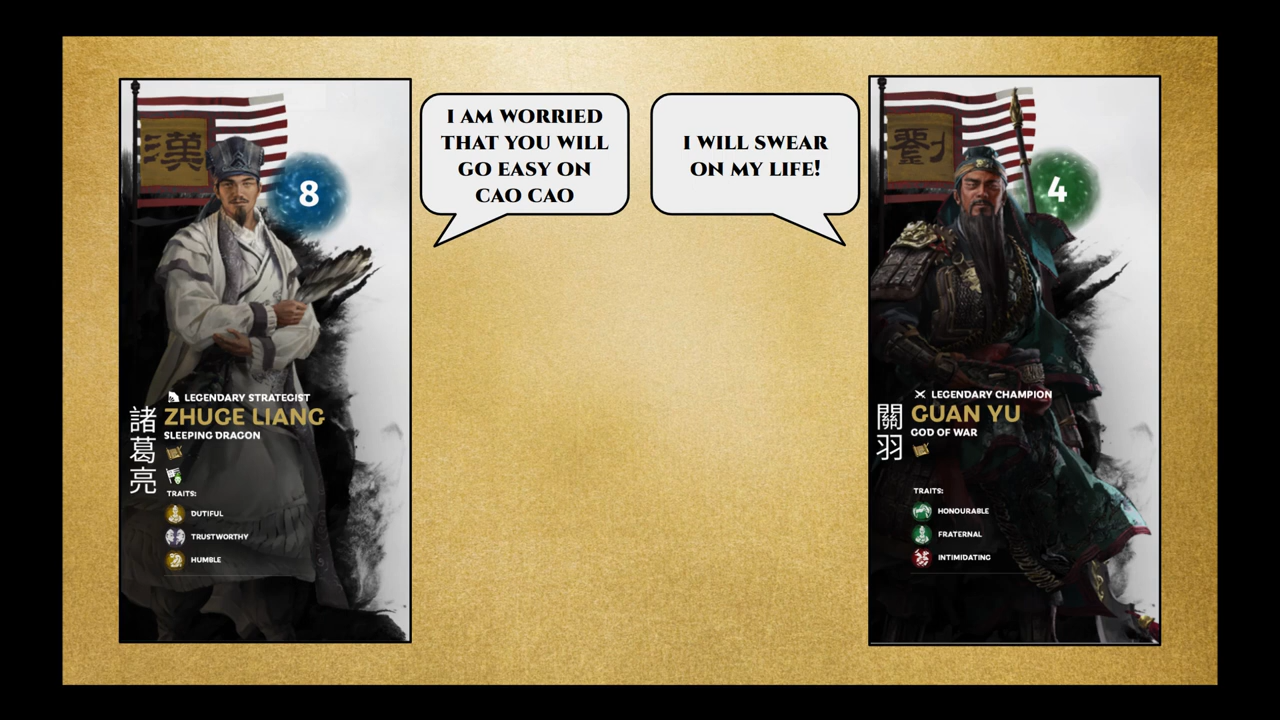 I AM WORRIED
THAT YOU WILL
GO EASY ON
CAO CAO
I WILL SWEAR
ON MY LIFE!
漢
8
LEGENDARY STRATEGIST
ZHUGE LIANG
SLEEPING DRAGON
諸葛亮
TRAITS:
DUTIFUL
TRUSTWORTHY
HUMBLE
劉
4
LEGENDARY CHAMPION
GUAN YU
GOD OF WAR
關羽
TRAITS:
HONOURABLE
FRATERNAL
INTIMIDATING